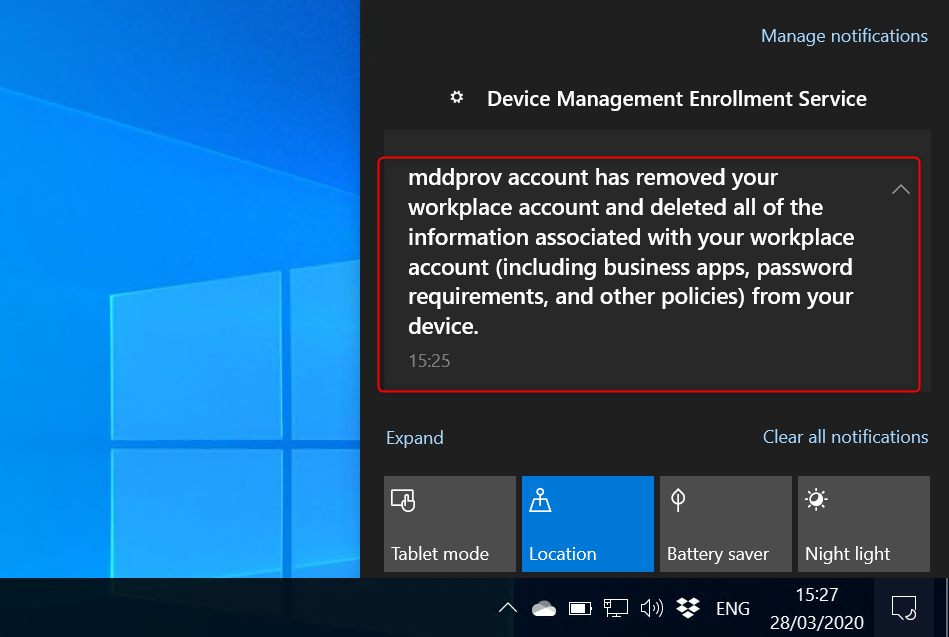 Manage notifications
Device Management Enrollment Service
mddprov account has removed your
workplace account and deleted all of the
information associated with your workplace
account (including business apps, password
requirements, and other policies) from your
device.
15:25
Expand
Clear all notifications
Tablet mode
Location
Battery saver
Night light
ENG
15:27
28/03/2020